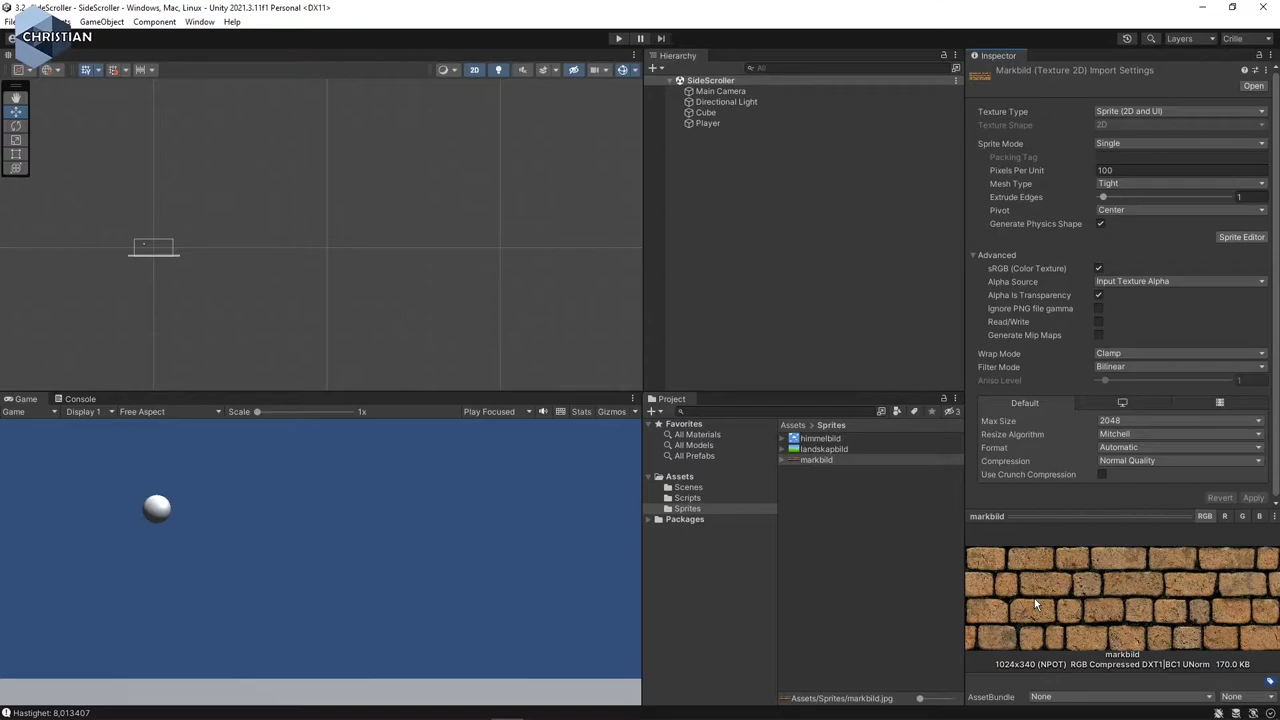 3.2. SideScroller - SideScroller - Windows, Mac, Linux - Unity 2021.3.11f1 Personal <DX11>
GameObject Component Window Help
CHRISTIAN
Layers Crille
2D
Hierarchy
All
SideScroller
Main Camera
Directional Light
Cube
Player
Inspector
Markbild (Texture 2D) Import Settings
Open
Texture Type Sprite (2D and UI)
Texture Shape 2D
Sprite Mode Single
Packing Tag
Pixels Per Unit 100
Mesh Type Tight
Extrude Edges 1
Pivot Center
Generate Physics Shape
Sprite Editor
Advanced
sRGB (Color Texture)
Alpha Source Input Texture Alpha
Alpha Is Transparency
Ignore PNG file gamma
Read/Write
Generate Mip Maps
Wrap Mode Clamp
Filter Mode Bilinear
Aniso Level 1
Default
Max Size 2048
Resize Algorithm Mitchell
Format Automatic
Compression Normal Quality
Use Crunch Compression
Revert Apply
Game Console
Game Display 1 Free Aspect Scale 1x Play Focused Stats Gizmos
Project
3
Favorites
All Materials
All Models
All Prefabs
Assets
Scenes
Scripts
Sprites
Packages
Assets > Sprites
himmelbild
landskapbild
markbild
Assets/Sprites/markbild.jpg
markbild RGB R G B
markbild
1024x340 (NPOT) RGB Compressed DXT1|BC1 UNorm 170.0 KB
AssetBundle None None
Hastighet: 8,013407